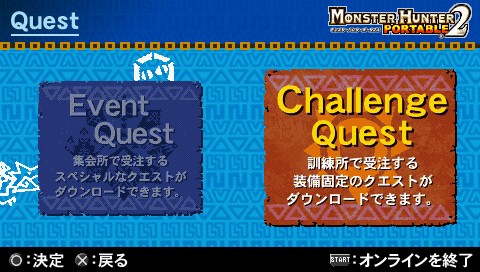 Quest
MONSTER HUNTER
PORTABLE 2
Event
Quest
集会所で受注する
スペシャルなクエストが
ダウンロードできます。
Challenge
Quest
訓練所で受注する
装備固定のクエストが
ダウンロードできます。
○:決定 ×:戻る
START:オンラインを終了